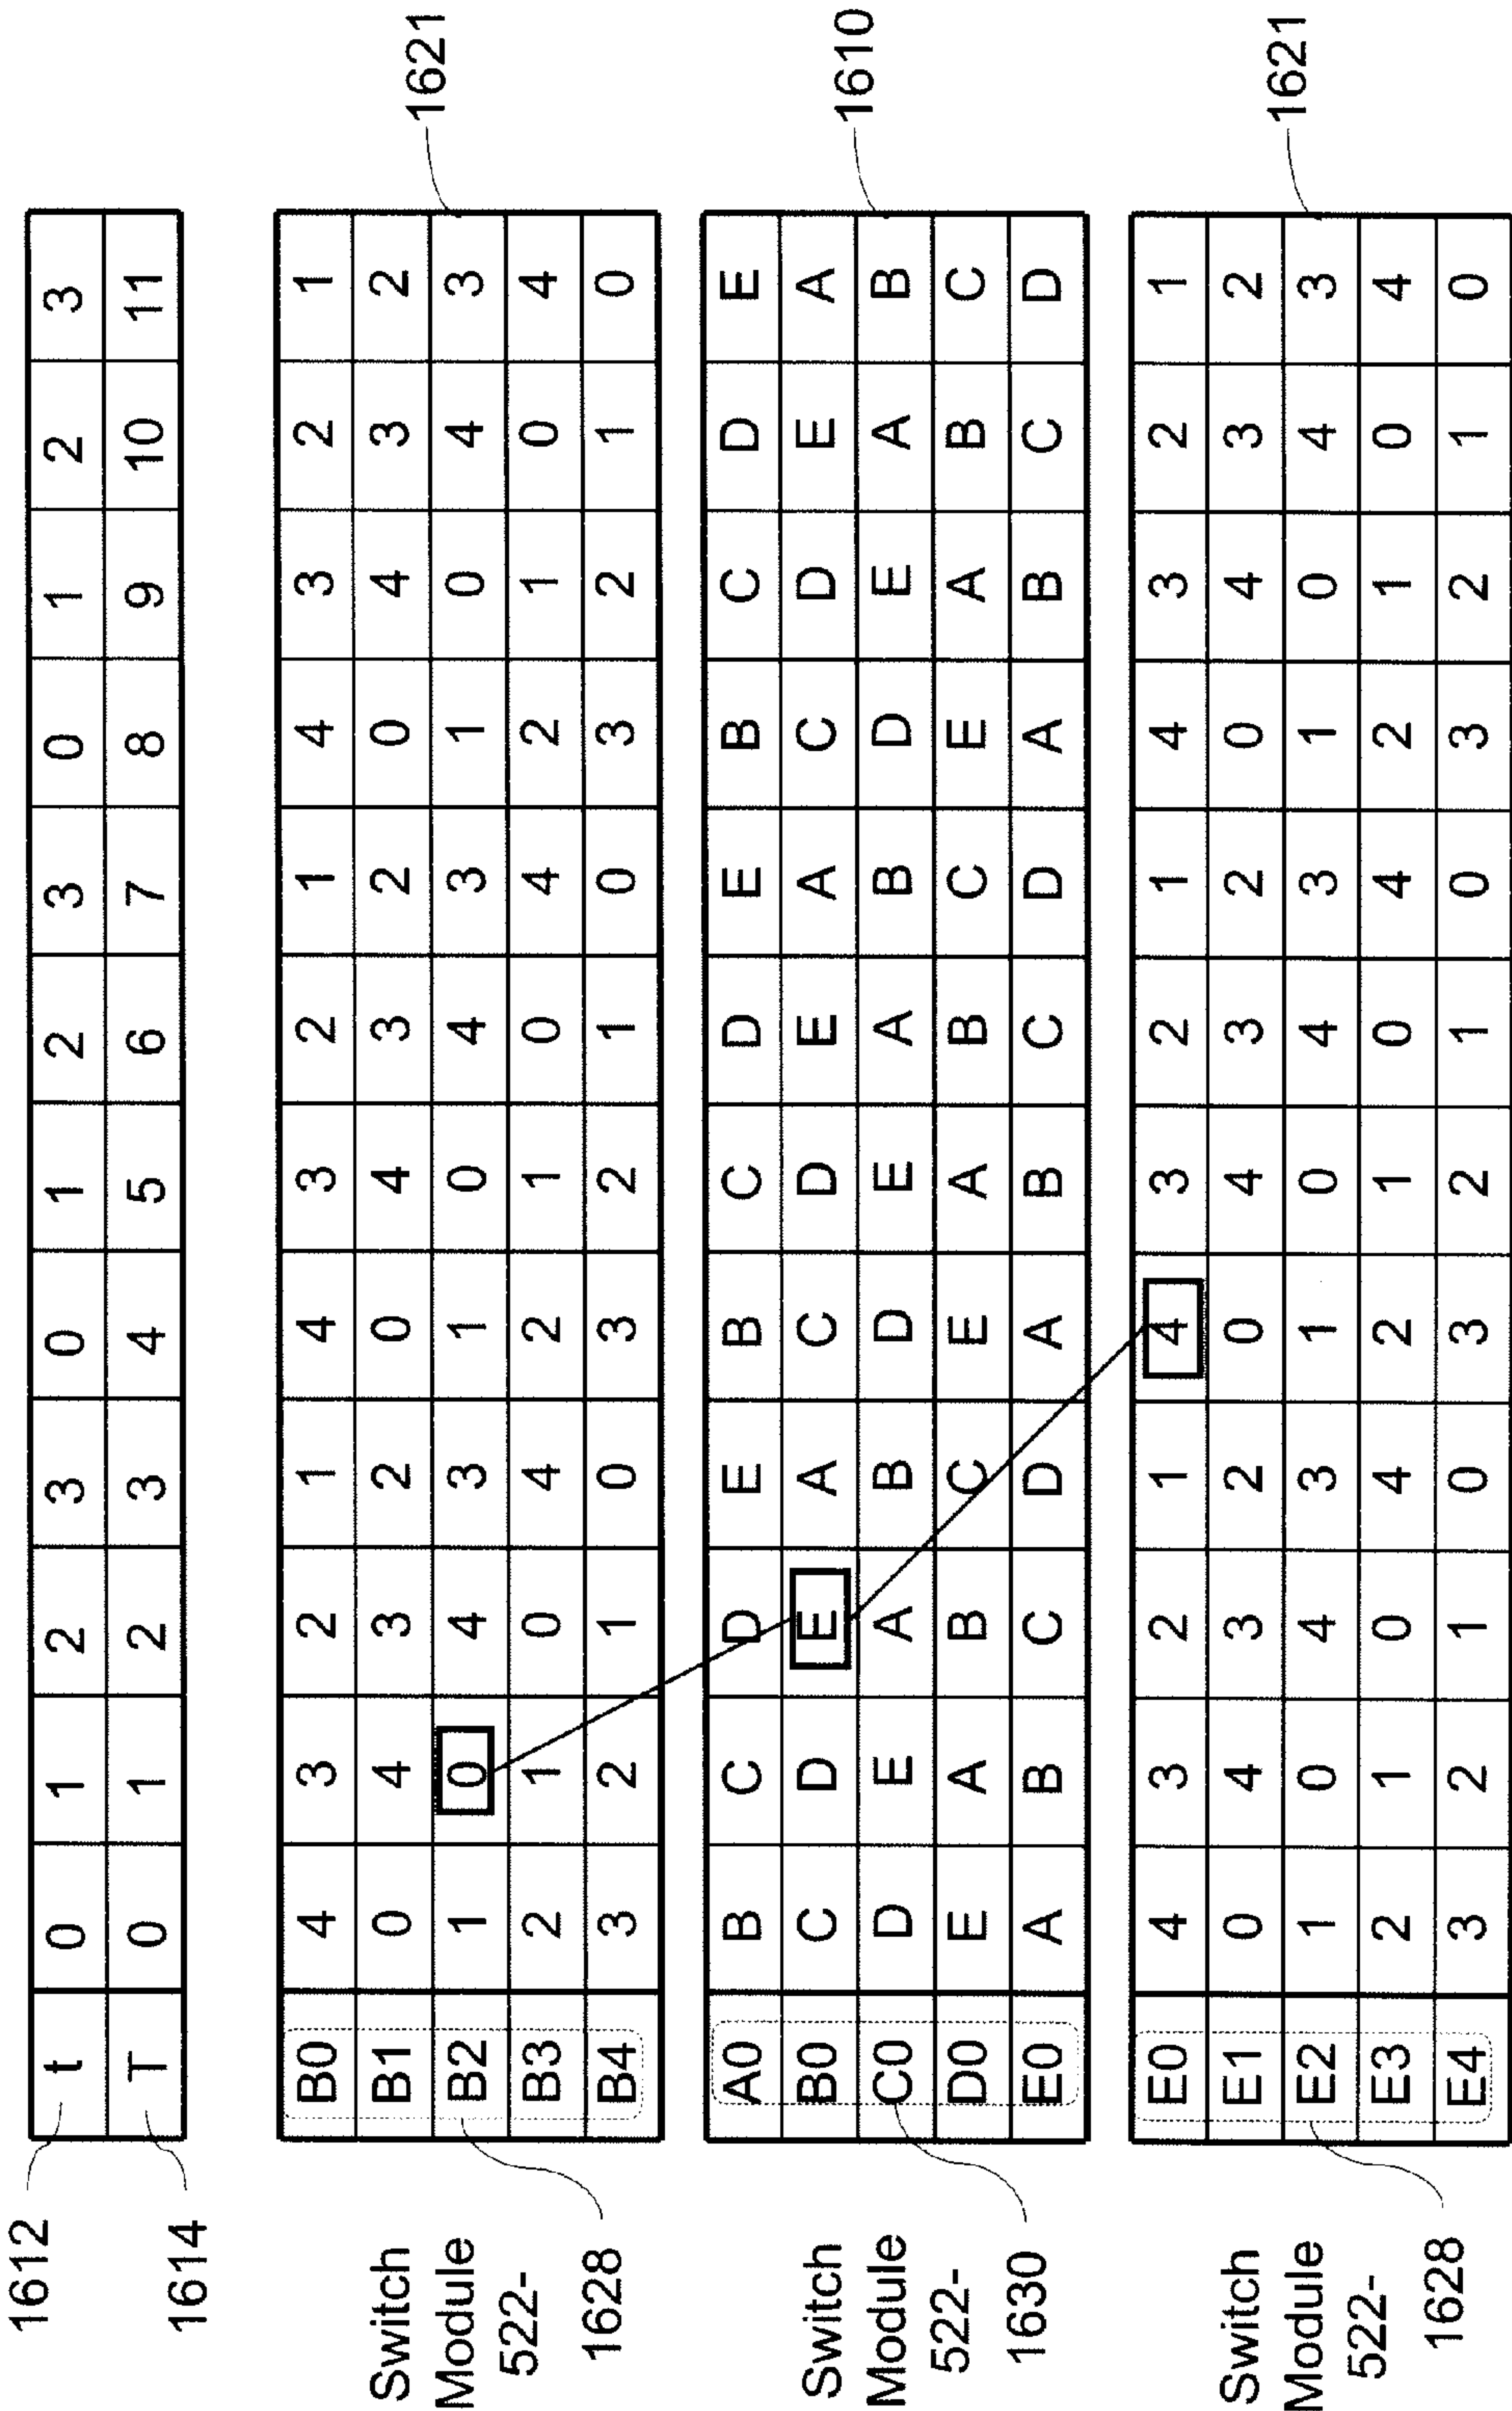 1612
t 0 1 2 3 0 1 2 3 0 1 2 3
1614
T 0 1 2 3 4 5 6 7 8 9 10 11
1621
Switch
Module
522-
1628
B0 4 3 2 1 4 3 2 1 4 3 2 1
B1 0 4 3 2 0 4 3 2 0 4 3 2
B2 1 0 4 3 1 0 4 3 1 0 4 3
B3 2 1 0 4 2 1 0 4 2 1 0 4
B4 3 2 1 0 3 2 1 0 3 2 1 0
1610
Switch
Module
522-
1630
A0 B C D E B C D E B C D E
B0 C D E A C D E A C D E A
C0 D E A B D E A B D E A B
D0 E A B C E A B C E A B C
E0 A B C D A B C D A B C D
1621
Switch
Module
522-
1628
E0 4 3 2 1 4 3 2 1 4 3 2 1
E1 0 4 3 2 0 4 3 2 0 4 3 2
E2 1 0 4 3 1 0 4 3 1 0 4 3
E3 2 1 0 4 2 1 0 4 2 1 0 4
E4 3 2 1 0 3 2 1 0 3 2 1 0